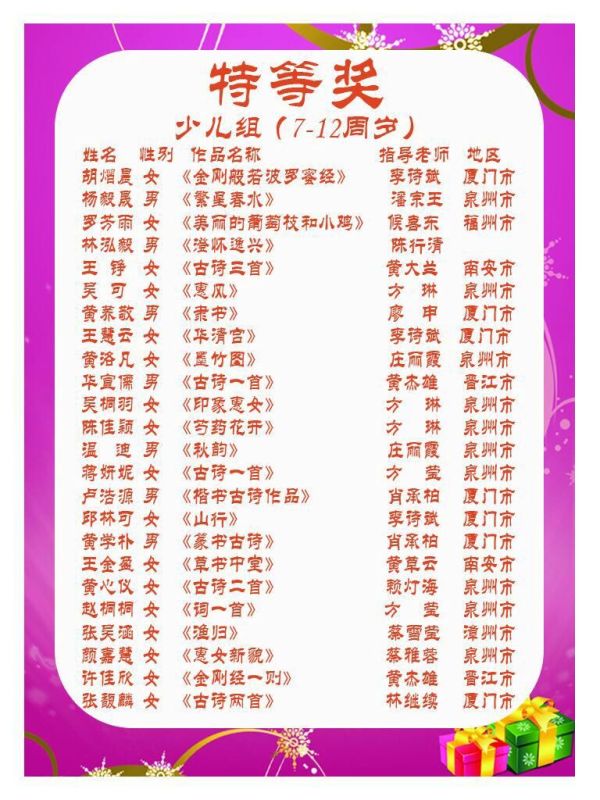 特等奖
少儿组（7-12周岁）
姓名 性别 作品名称 指导老师 地区
胡熠晨 女 《金刚般若波罗蜜经》 李诗斌 厦门市
杨毅晟 男 《繁星春水》 潘宗王 泉州市
罗芳雨 女 《美丽的葡萄枝和小鸡》 候喜东 福州市
林泓毅 男 《澄怀逸兴》 陈行清
王 铮 女 《古诗三首》 黄大兰 南安市
吴 可 女 《惠风》 方 琳 泉州市
黄恭敬 女 《隶书》 廖 申 厦门市
王慧云 女 《华清宫》 李诗斌 厦门市
黄洛凡 女 《墨竹图》 庄丽霞 泉州市
华宜儒 男 《古诗一首》 黄杰雄 晋江市
吴桐羽 女 《印象惠女》 方 琳 泉州市
陈佳颖 女 《芍药花开》 方 琳 泉州市
温 迪 男 《秋韵》 庄丽霞 泉州市
蒋妍妮 女 《古诗一首》 方 莹 泉州市
卢浩源 男 《楷书古诗作品》 肖承柏 厦门市
邱林可 女 《山行》 李诗斌 厦门市
黄学朴 男 《篆书古诗》 肖承柏 厦门市
王金盈 女 《草书中堂》 黄草云 南安市
黄心仪 女 《古诗二首》 赖灯海 泉州市
赵桐桐 女 《词一首》 方 莹 泉州市
张吴涵 女 《渔归》 蔡雪莹 漳州市
颜嘉慧 女 《惠女新貌》 蔡雅蓉 泉州市
许佳欣 女 《金刚经一则》 黄杰雄 晋江市
张馥麟 女 《古诗两首》 林继续 厦门市